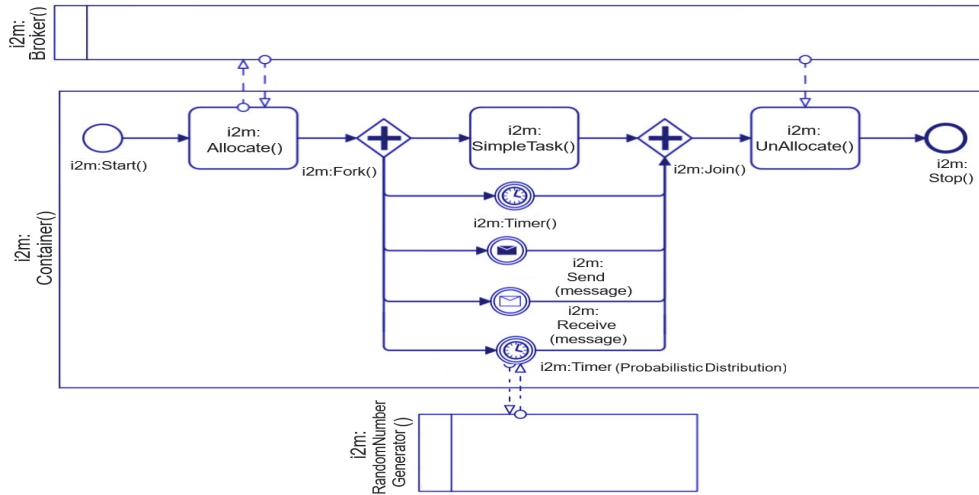 i2m:
Broker()
i2m:
Container()
i2m:Start()
i2m:
Allocate()
i2m:Fork()
i2m:
SimpleTask()
i2m:Join()
i2m:
UnAllocate()
i2m:
Stop()
i2m:Timer()
i2m:
Send
(message)
i2m:
Receive
(message)
i2m:Timer (Probabilistic Distribution)
i2m:
RandomNumber
Generator()